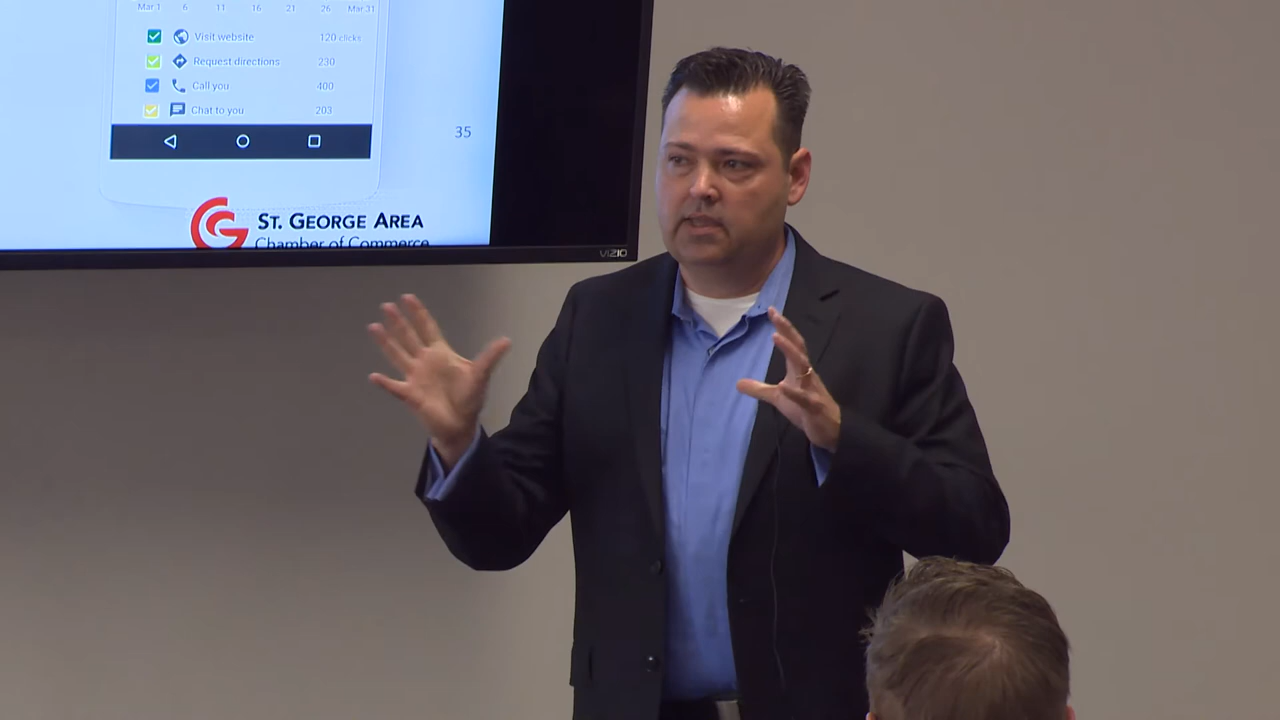 Mar 1 6 11 16 21 26 Mar 31
Visit website 120 clicks
Request directions 230
Call you 400
Chat to you 203
35
ST. GEORGE AREA
Chamber of Commerce
VIZIO